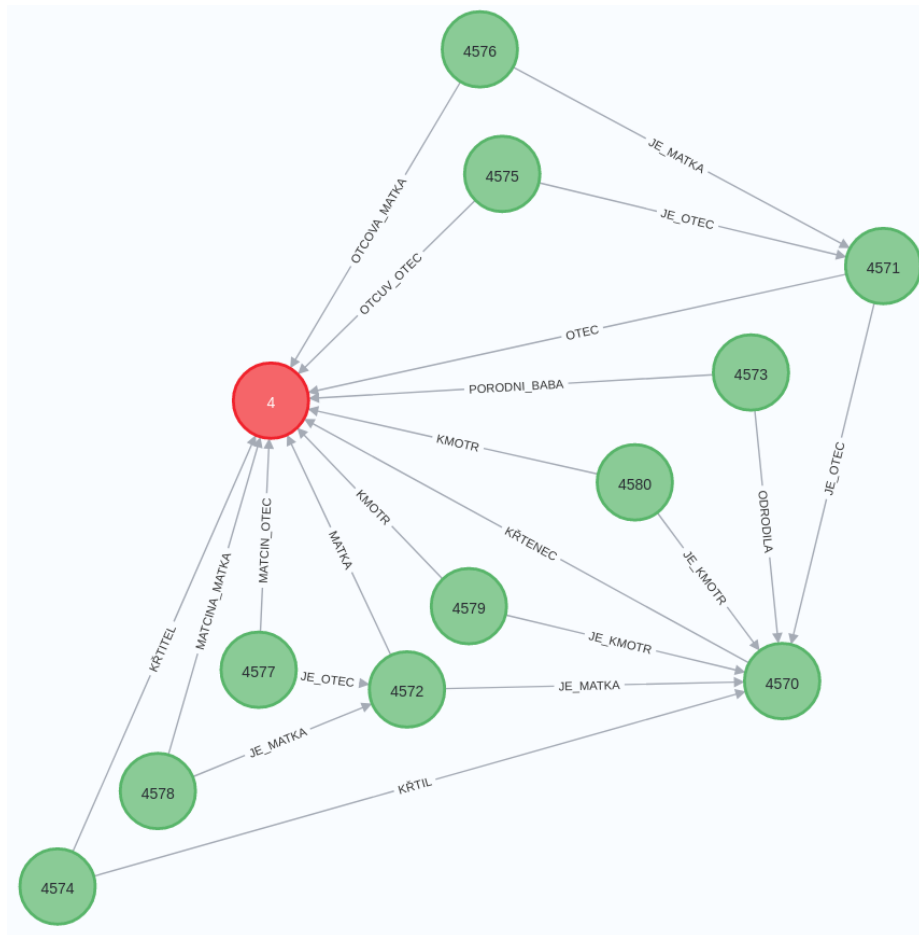 4576
JE_MATKA
4575
OTCOVA_MATKA
JE_OTEC
4571
OTCUV_OTEC
OTEC
4573
PORODNI_BABA
4
KMOTR
JE_OTEC
4580
KMOTR
ODRODILA
MATCIN_OTEC
KŘTENEC
MATKA
JE_KMOTR
MATCINA_MATKA
4579
JE_KMOTR
KŘTITEL
4577
JE_OTEC
4572
JE_MATKA
4570
JE_MATKA
KŘTIL
4578
4574